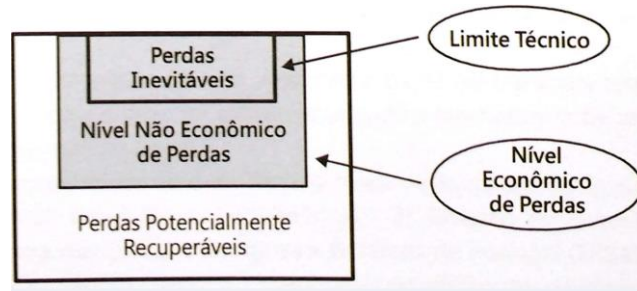 Perdas
Inevitáveis
Limite Técnico
Nível Não Econômico
de Perdas
Nível
Econômico
de Perdas
Perdas Potencialmente
Recuperáveis